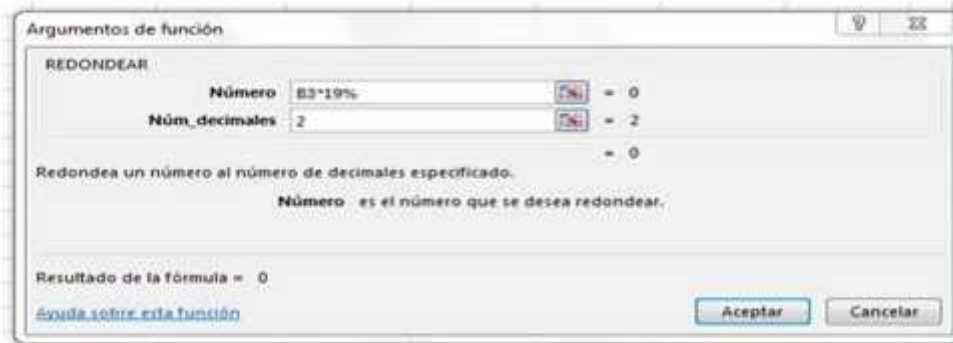 Argumentos de función
REDONDEAR
Número B3*19% = 0
Núm_decimales 2 = 2
= 0
Redondea un número al número de decimales especificado.
Número es el número que se desea redondear.
Resultado de la fórmula = 0
Ayuda sobre esta función
Aceptar Cancelar